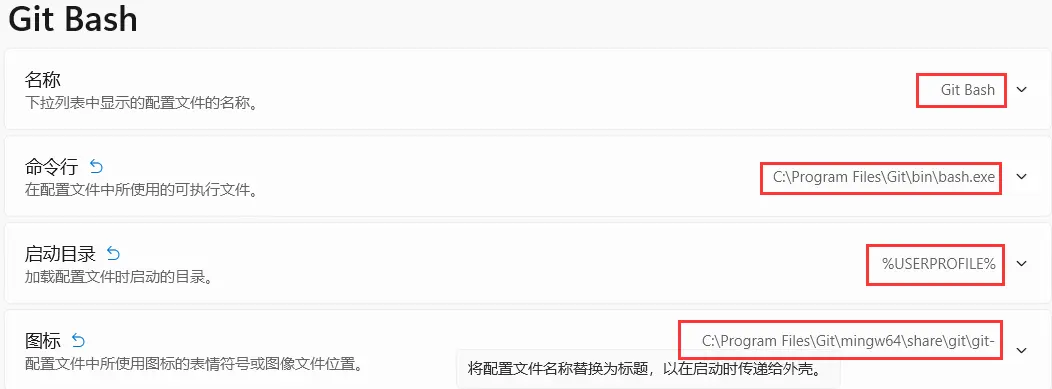 Git Bash
名称
下拉列表中显示的配置文件的名称。
Git Bash
命令行
在配置文件中所使用的可执行文件。
C:\Program Files\Git\bin\bash.exe
启动目录
加载配置文件时启动的目录。
%USERPROFILE%
图标
配置文件中所使用图标的表情符号或图像文件位置。
C:\Program Files\Git\mingw64\share\git\git-
将配置文件名称替换为标题，以在启动时传递给外壳。